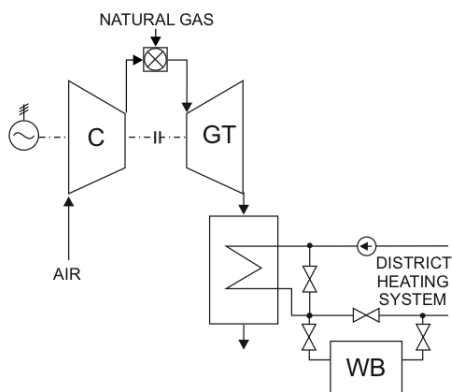 NATURAL GAS
C
GT
AIR
DISTRICT
HEATING
SYSTEM
WB